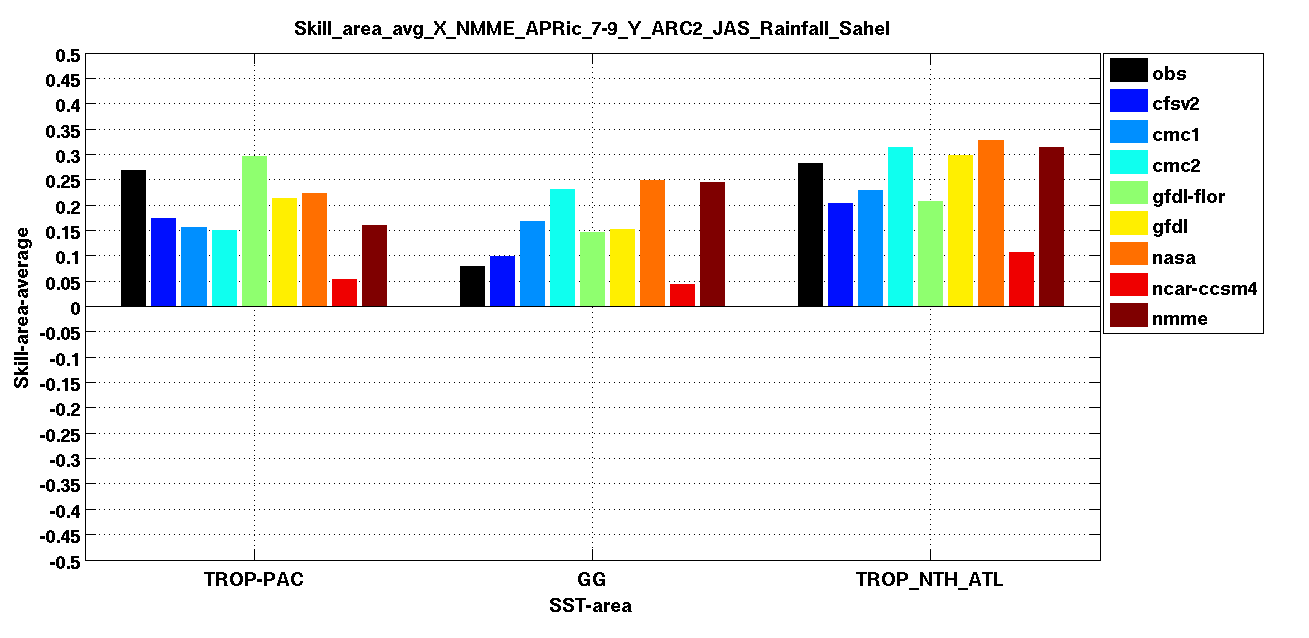 Skill_area_avg_X_NMME_APRic_7-9_Y_ARC2_JAS_Rainfall_Sahel
0.5
0.45
0.4
0.35
0.3
0.25
0.2
0.15
0.1
0.05
0
-0.05
-0.1
-0.15
-0.2
-0.25
-0.3
-0.35
-0.4
-0.45
-0.5
Skill-area-average
TROP-PAC
GG
TROP_NTH_ATL
SST-area
obs
cfsv2
cmc1
cmc2
gfdl-flor
gfdl
nasa
ncar-ccsm4
nmme